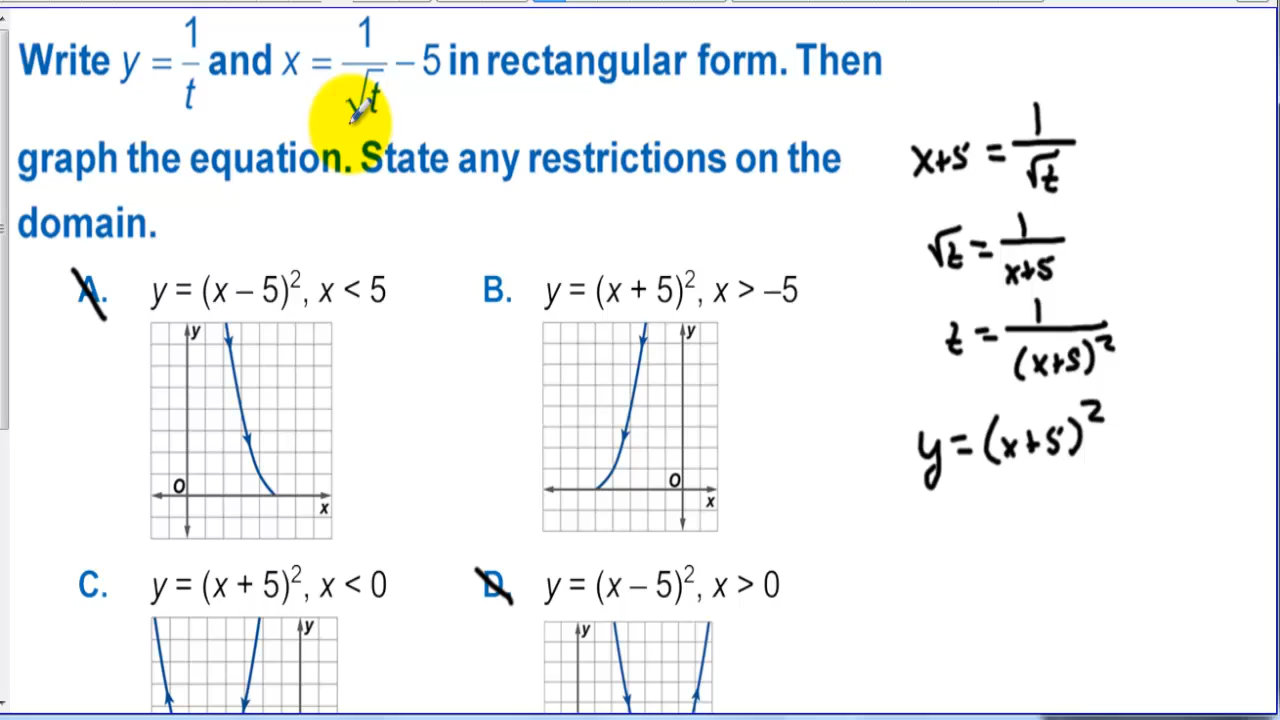 Write y = 1/t and x = 1/√t – 5 in rectangular form. Then
graph the equation. State any restrictions on the
domain.
A. y = (x – 5)², x < 5
B. y = (x + 5)², x > –5
y
O
x
y
O
x
C. y = (x + 5)², x < 0
D. y = (x – 5)², x > 0
y
y
x+5 = 1/√t
√t = 1/(x+5)
t = 1/(x+5)²
y = (x+5)²